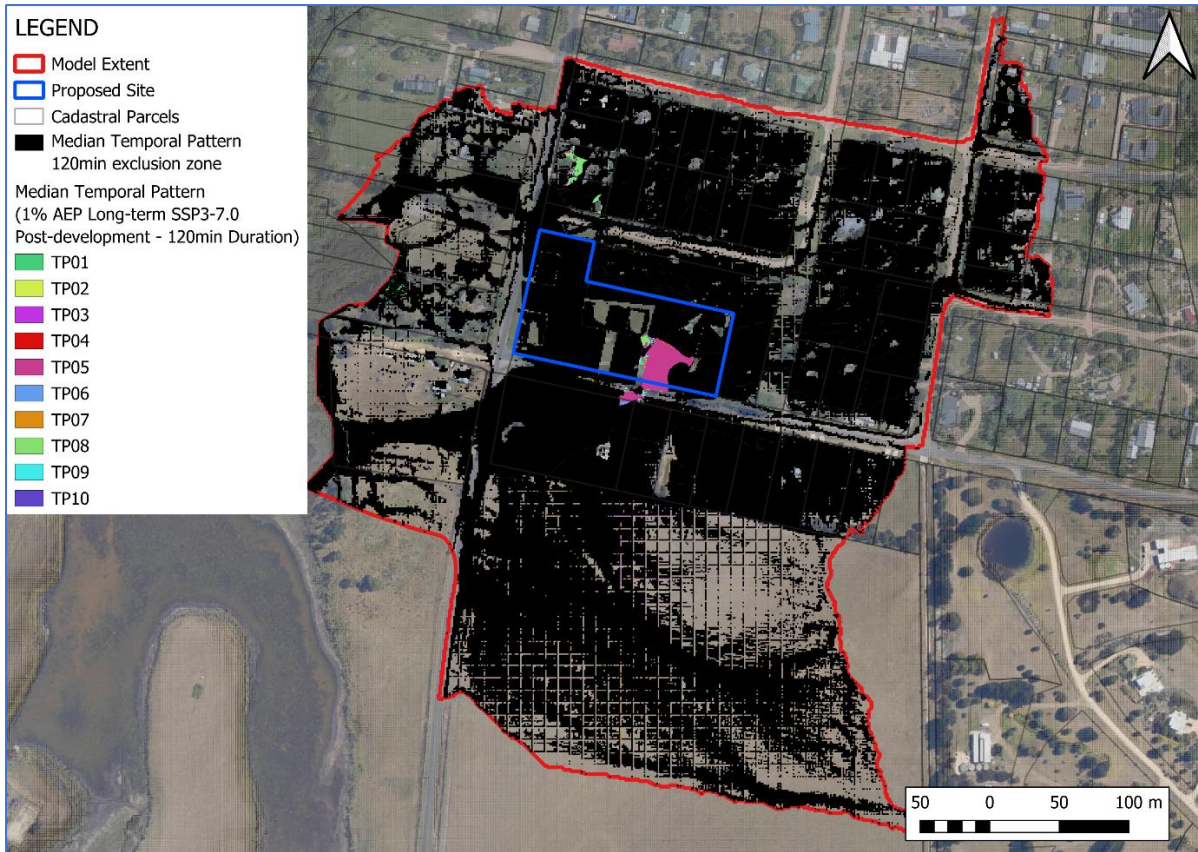 LEGEND
Model Extent
Proposed Site
Cadastral Parcels
Median Temporal Pattern
120min exclusion zone
Median Temporal Pattern
(1% AEP Long-term SSP3-7.0
Post-development - 120min Duration)
TP01
TP02
TP03
TP04
TP05
TP06
TP07
TP08
TP09
TP10
50 0 50 100 m